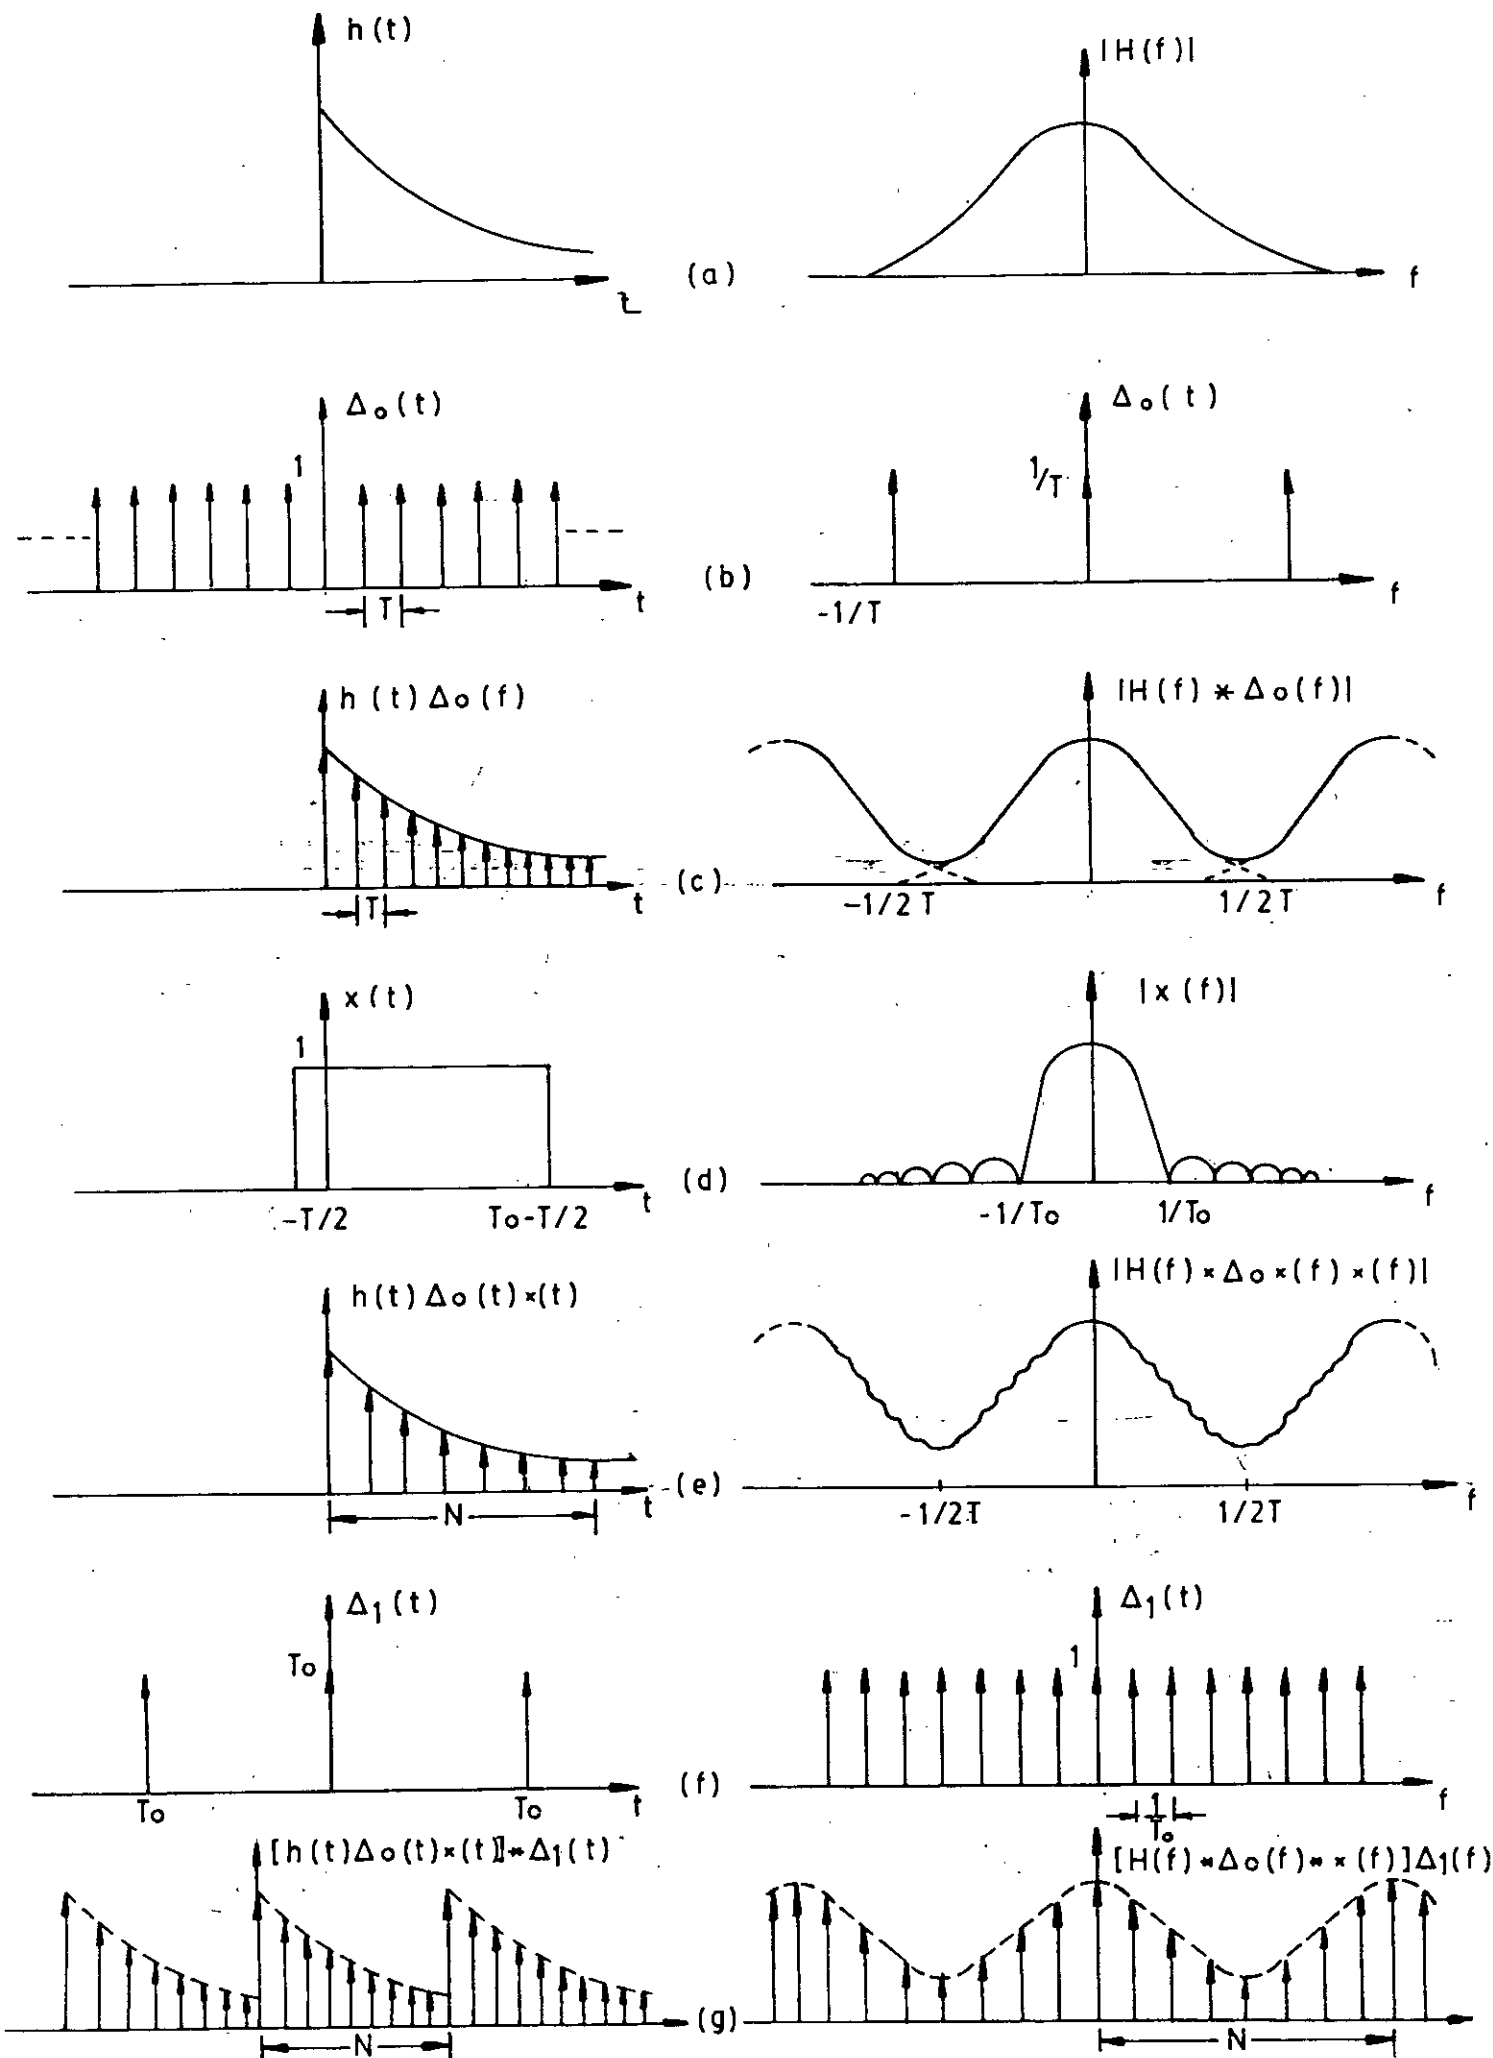 h(t)
|H(f)|
t
(a)
f
Δo(t)
Δo(t)
1
1/T
T
t
(b)
-1/T
f
h(t)Δo(f)
|H(f) * Δo(f)|
T
t
(c)
-1/2T
1/2T
f
x(t)
|x(f)|
1
-T/2
To-T/2
t
(d)
-1/To
1/To
f
h(t)Δo(t)×(t)
|H(f)×Δo×(f)×(f)|
N
t
(e)
-1/2T
1/2T
f
Δ1(t)
Δ1(t)
To
1
To
To
t
(f)
1
To
f
[h(t)Δo(t)×(t)]*Δ1(t)
[H(f)*Δo(f)*×(f)]Δ1(f)
N
(g)
N